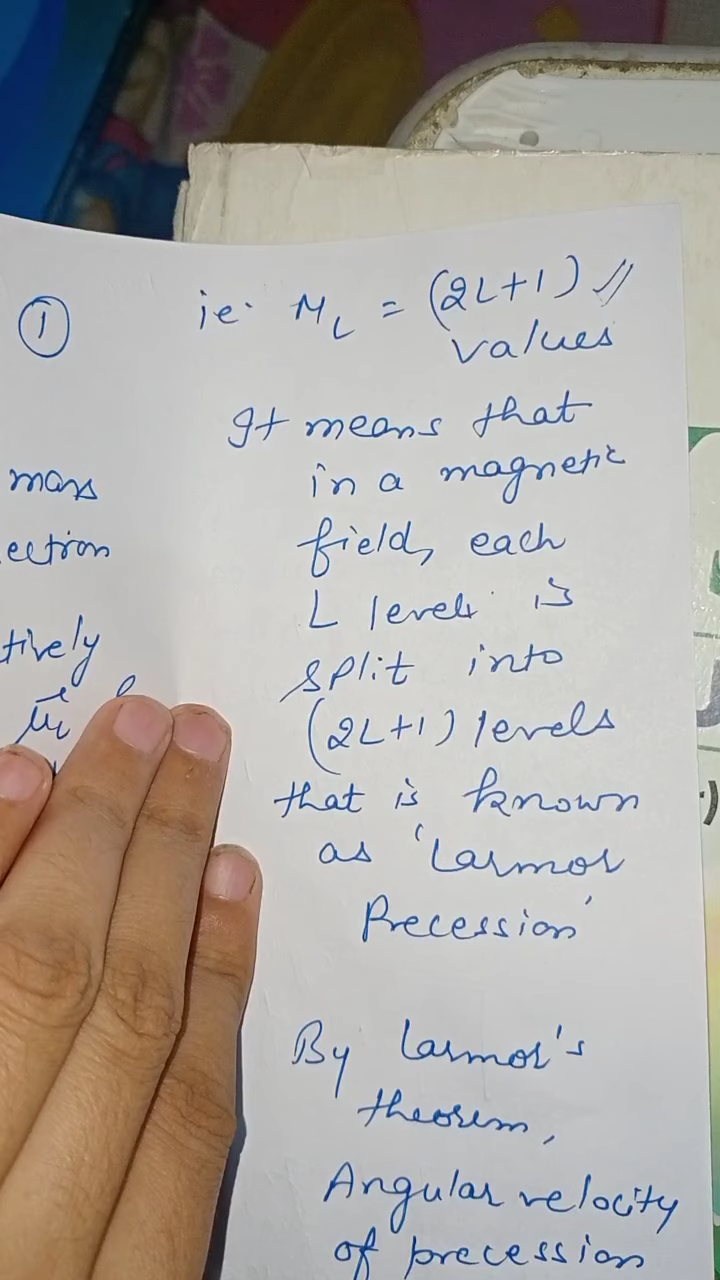 ①
mass
ectron
tively
ie. M_L = (2L+1) //
values
It means that
in a magnetic
field, each
L levels is
split into
(2L+1) levels
that is known
as 'Larmor
Precession'
By Larmor's
theorem,
Angular velocity
of precession